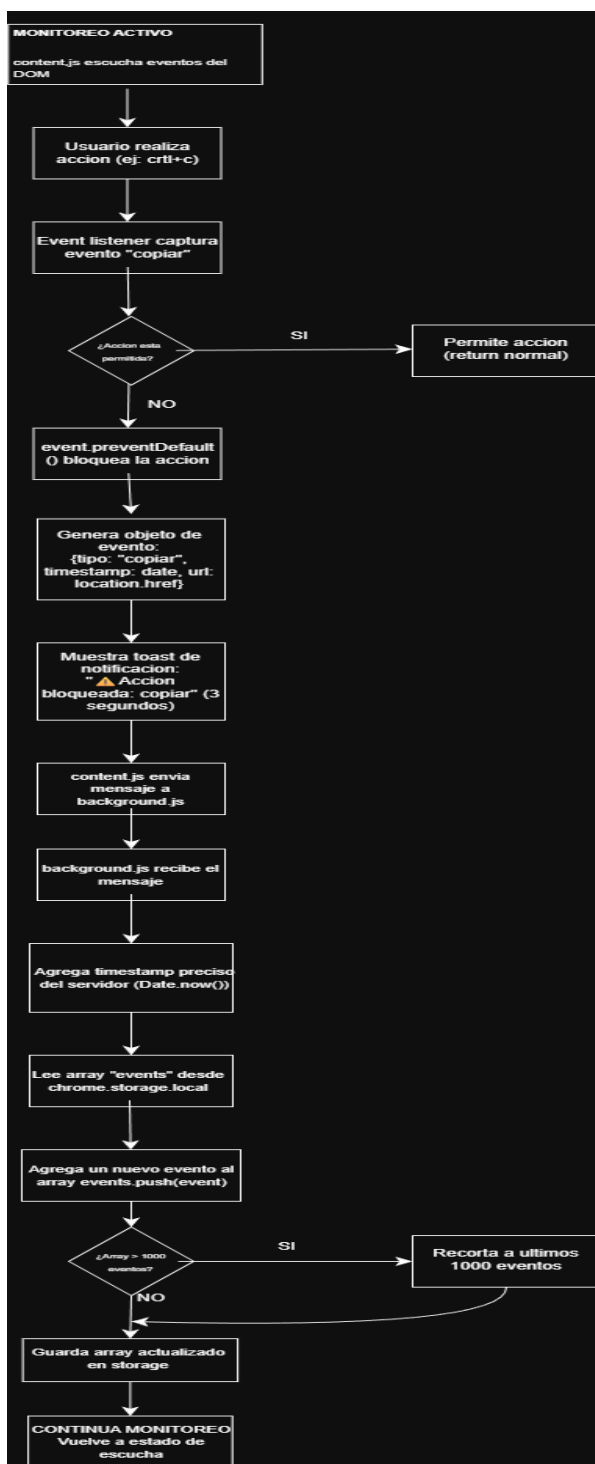 MONITOREO ACTIVO
content.js escucha eventos del
DOM
Usuario realiza
accion (ej: crtl+c)
Event listener captura
evento "copiar"
¿Accion esta
permitida?
SI
Permite accion
(return normal)
NO
event.preventDefault
() bloquea la accion
Genera objeto de
evento:
{tipo: "copiar",
timestamp: date, url:
location.href}
Muestra toast de
notificacion:
"⚠️ Accion
bloqueada: copiar" (3
segundos)
content.js envia
mensaje a
background.js
background.js recibe el
mensaje
Agrega timestamp preciso
del servidor (Date.now())
Lee array "events" desde
chrome.storage.local
Agrega un nuevo evento al
array events.push(event)
¿Array > 1000
eventos?
SI
Recorta a ultimos
1000 eventos
NO
Guarda array actualizado
en storage
CONTINUA MONITOREO
Vuelve a estado de
escucha